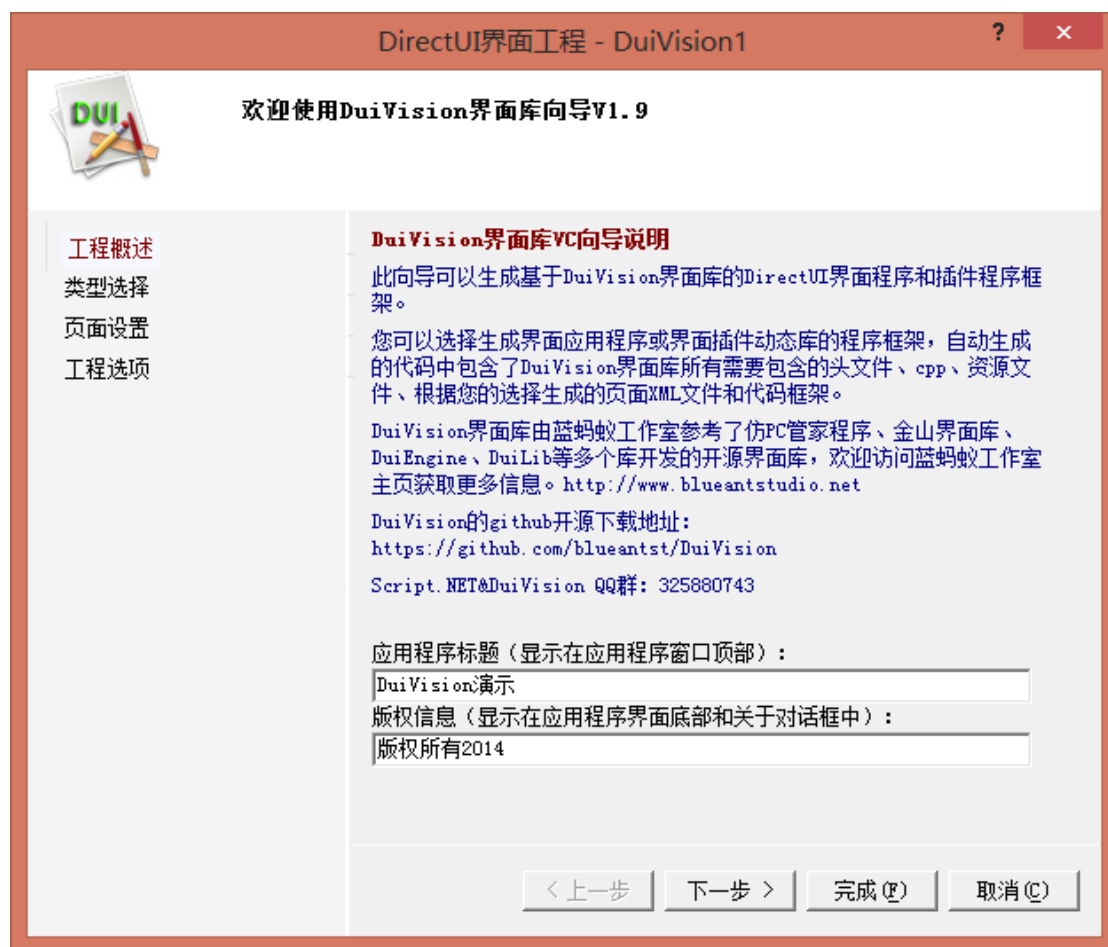 DirectUI界面工程 - DuiVision1
?
×
DUI
欢迎使用DuiVision界面库向导V1.9
工程概述
类型选择
页面设置
工程选项
DuiVision界面库VC向导说明
此向导可以生成基于DuiVision界面库的DirectUI界面程序和插件程序框
架。
您可以选择生成界面应用程序或界面插件动态库的程序框架，自动生成
的代码中包含了DuiVision界面库所有需要包含的头文件、cpp、资源文
件、根据您的选择生成的页面XML文件和代码框架。
DuiVision界面库由蓝蚂蚁工作室参考了仿PC管家程序、金山界面库、
DuiEngine、DuiLib等多个库开发的开源界面库，欢迎访问蓝蚂蚁工作室
主页获取更多信息。http://www.blueantstudio.net
DuiVision的github开源下载地址：
https://github.com/blueantst/DuiVision
Script.NET&DuiVision QQ群：325880743
应用程序标题（显示在应用程序窗口顶部）：
DuiVision演示
版权信息（显示在应用程序界面底部和关于对话框中）：
版权所有2014
< 上一步
下一步 >
完成(F)
取消(C)